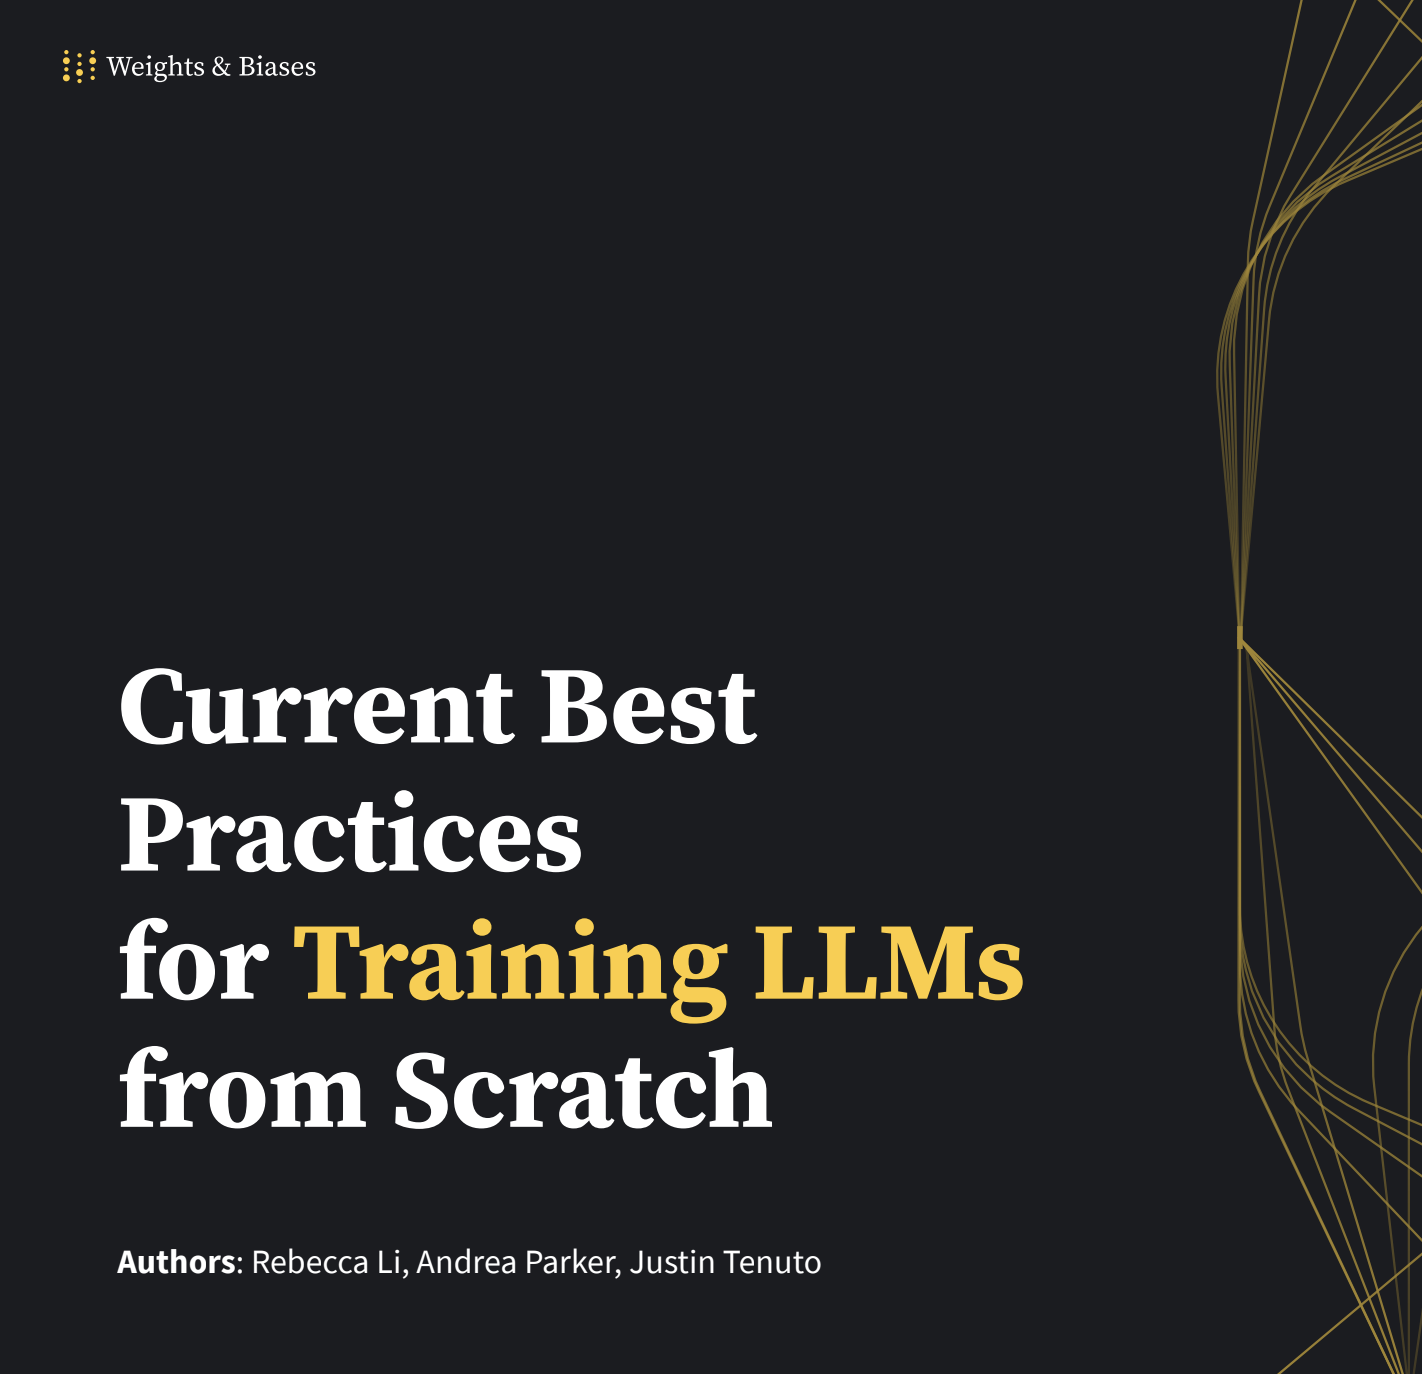 Weights & Biases
Current Best
Practices
for Training LLMs
from Scratch
Authors: Rebecca Li, Andrea Parker, Justin Tenuto